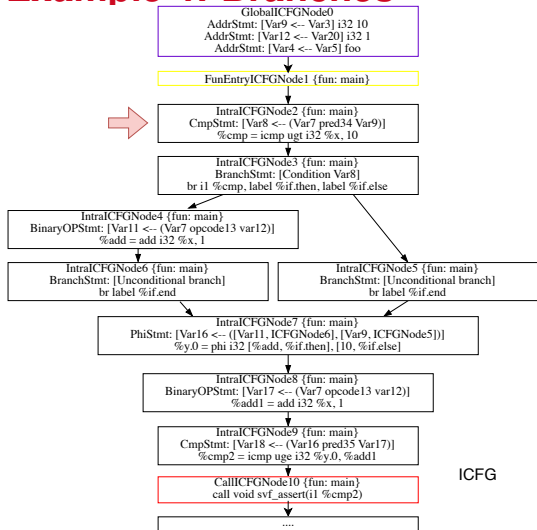 Example 4: Branches
GlobalICFGNode0
AddrStmt: [Var9 <-- Var3] i32 10
AddrStmt: [Var12 <-- Var20] i32 1
AddrStmt: [Var4 <-- Var5] foo
FunEntryICFGNode1 {fun: main}
IntraICFGNode2 {fun: main}
CmpStmt: [Var8 <-- (Var7 pred34 Var9)]
%cmp = icmp ugt i32 %x, 10
IntraICFGNode3 {fun: main}
BranchStmt: [Condition Var8]
br i1 %cmp, label %if.then, label %if.else
IntraICFGNode4 {fun: main}
BinaryOPStmt: [Var11 <-- (Var7 opcode13 var12)]
%add = add i32 %x, 1
IntraICFGNode6 {fun: main}
BranchStmt: [Unconditional branch]
br label %if.end
IntraICFGNode5 {fun: main}
BranchStmt: [Unconditional branch]
br label %if.end
IntraICFGNode7 {fun: main}
PhiStmt: [Var16 <-- ([Var11, ICFGNode6], [Var9, ICFGNode5])]
%y.0 = phi i32 [%add, %if.then], [10, %if.else]
IntraICFGNode8 {fun: main}
BinaryOPStmt: [Var17 <-- (Var7 opcode13 var12)]
%add1 = add i32 %x, 1
IntraICFGNode9 {fun: main}
CmpStmt: [Var18 <-- (Var16 pred35 Var17)]
%cmp2 = icmp uge i32 %y.0, %add1
ICFG
CallICFGNode10 {fun: main}
call void svf_assert(i1 %cmp2)
....